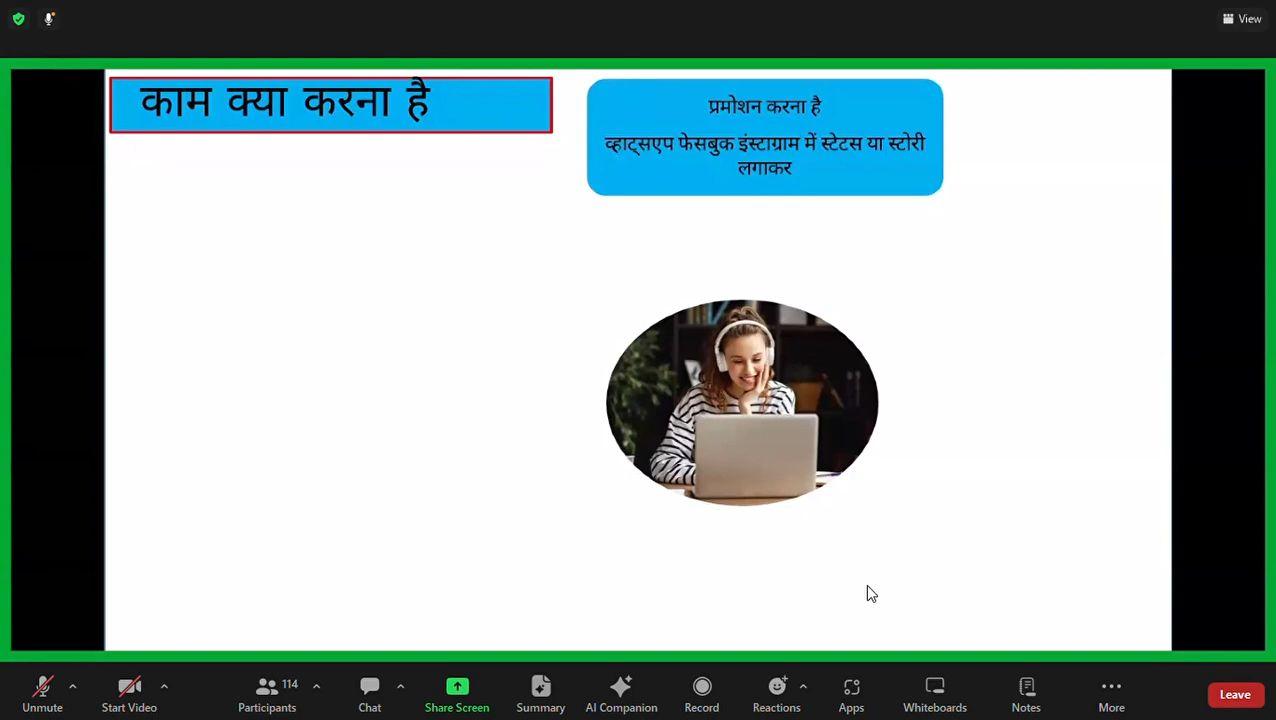 View
काम क्या करना है
प्रमोशन करना है
व्हाट्सएप फेसबुक इंस्टाग्राम में स्टेटस या स्टोरी
लगाकर
Unmute
Start Video
Participants 114
Chat
Share Screen
Summary
AI Companion
Record
Reactions
Apps
Whiteboards
Notes
More
Leave